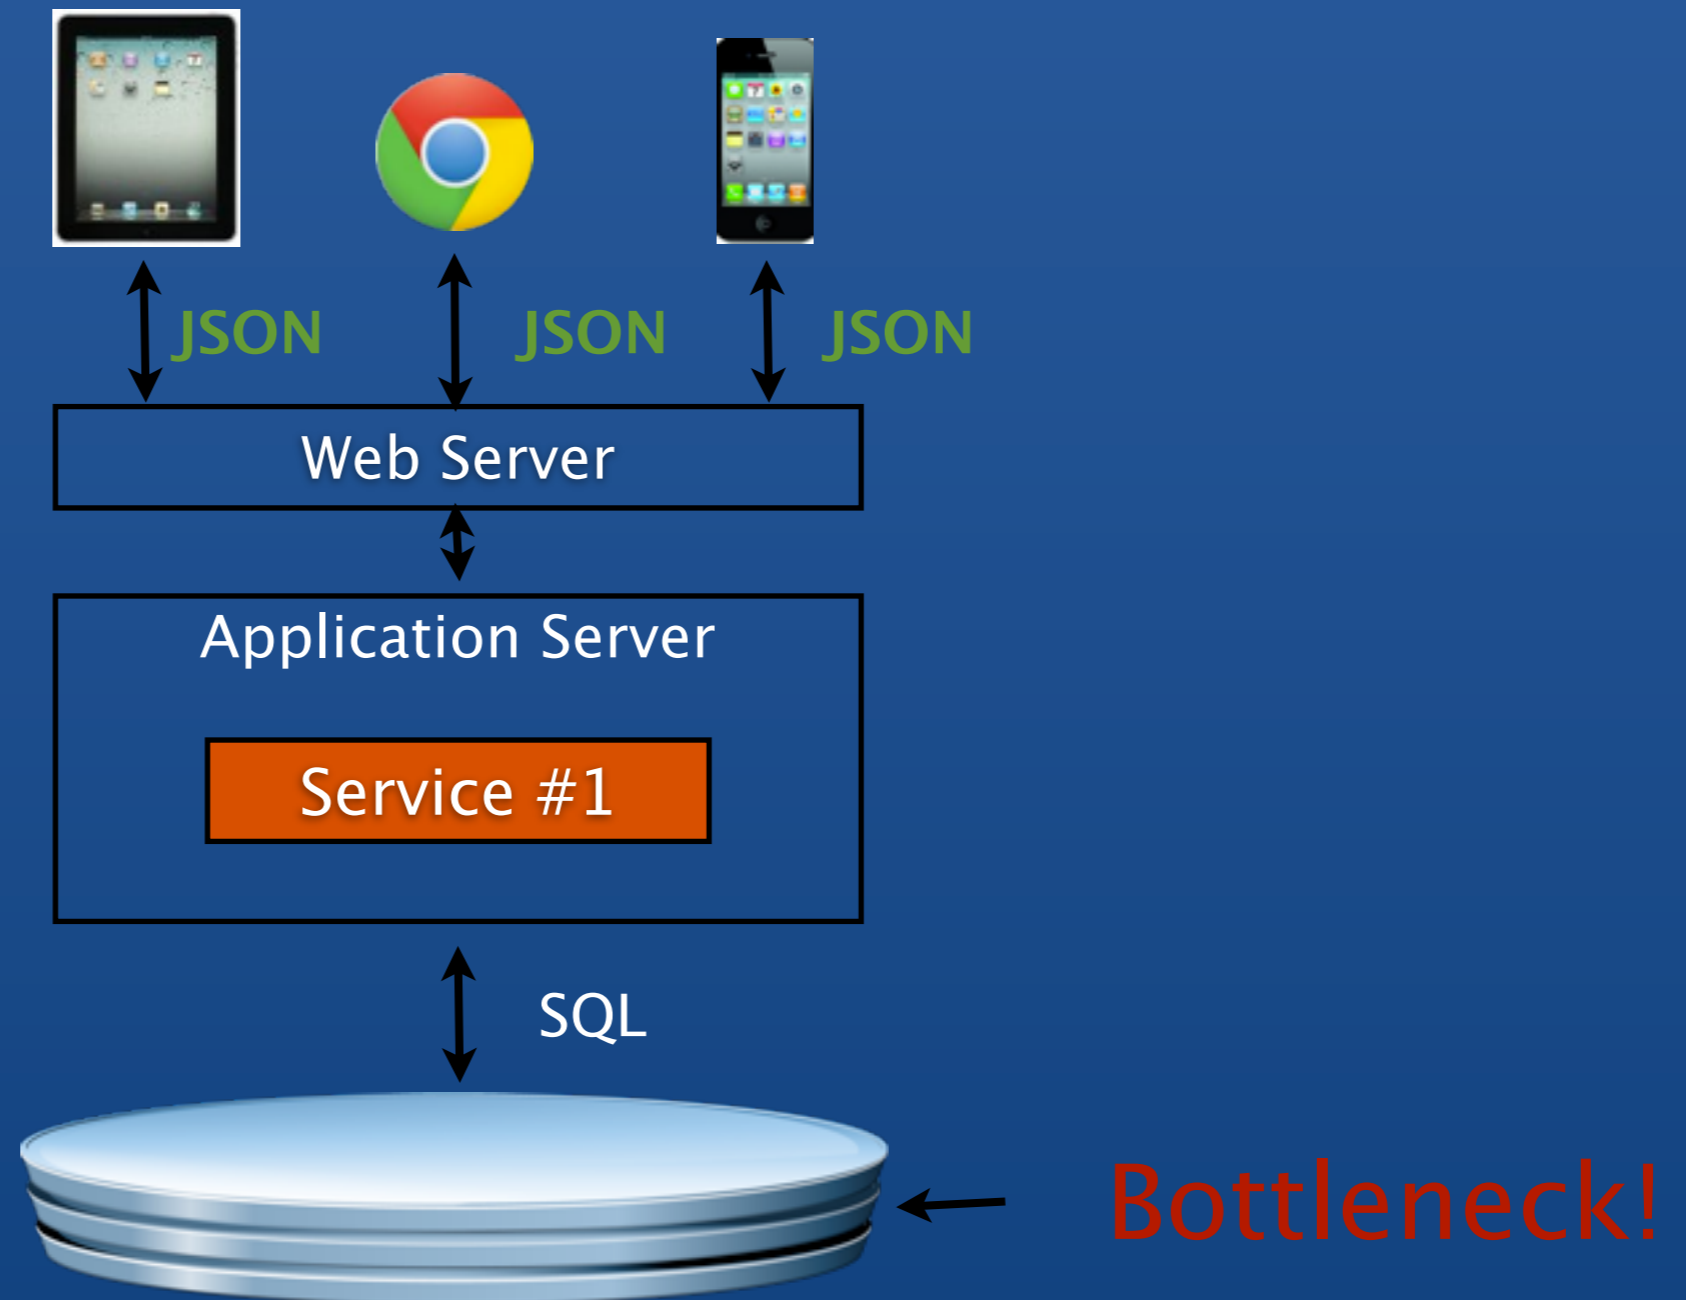 JSON
JSON
JSON
Web Server
Application Server
Service #1
SQL
Bottleneck!